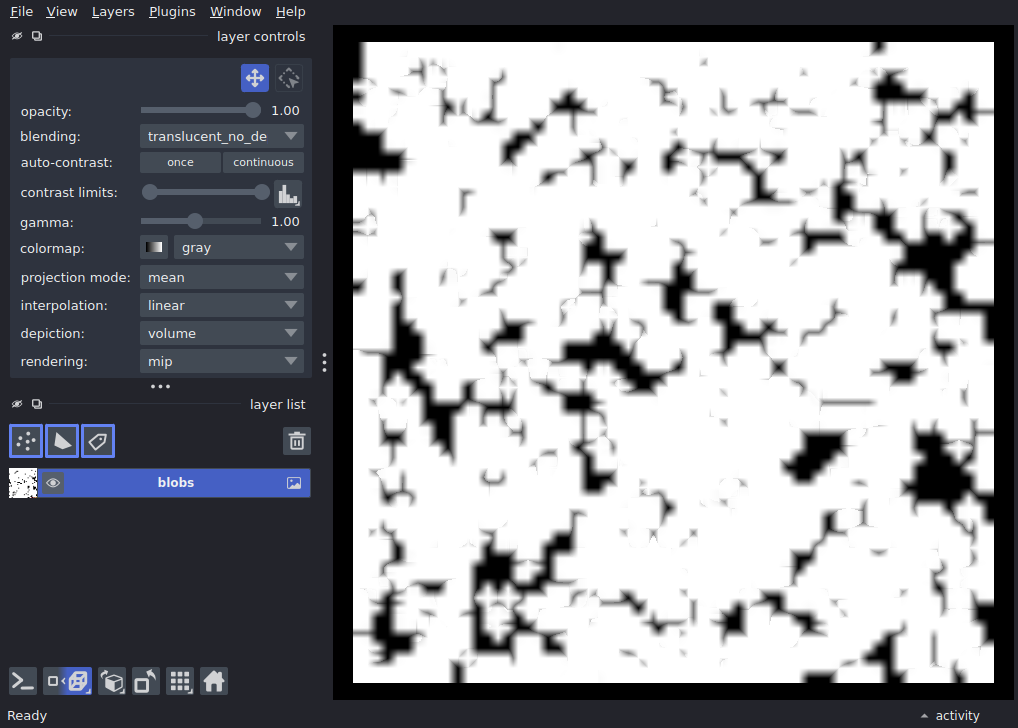 File View Layers Plugins Window Help
layer controls
opacity: 1.00
blending: translucent_no_de
auto-contrast: once continuous
contrast limits:
gamma: 1.00
colormap: gray
projection mode: mean
interpolation: linear
depiction: volume
rendering: mip
layer list
blobs
Ready activity